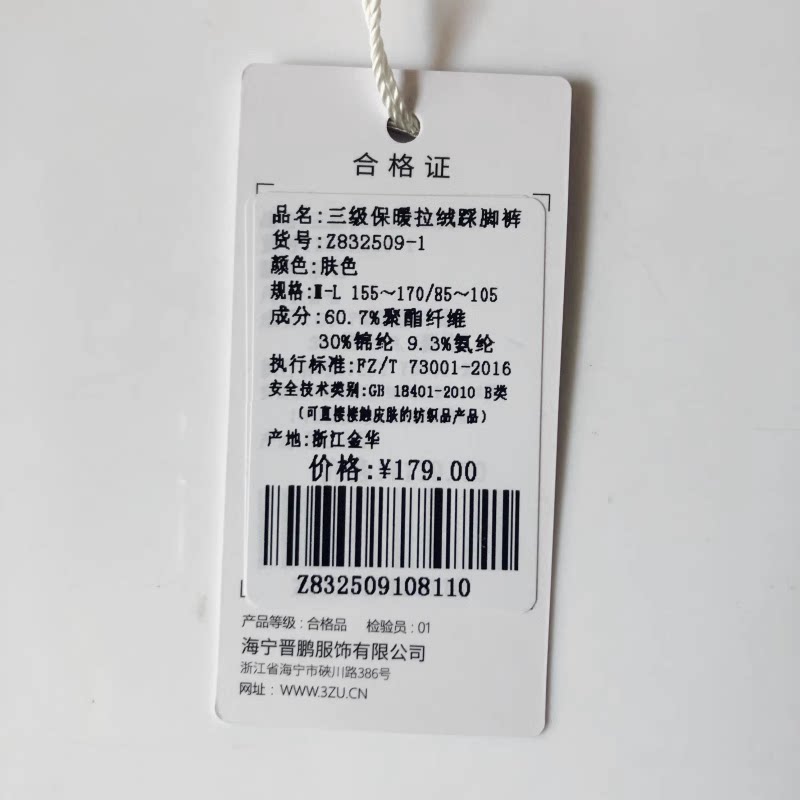 合格证
品名:三级保暖拉绒踩脚裤
货号:Z832509-1
颜色:肤色
规格:M-L 155~170/85~105
成分:60.7%聚酯纤维
30%锦纶 9.3%氨纶
执行标准:FZ/T 73001-2016
安全技术类别:GB 18401-2010 B类
(可直接接触皮肤的纺织品产品)
产地:浙江金华
价格:¥179.00
Z832509108110
产品等级:合格品 检验员:01
海宁晋鹏服饰有限公司
浙江省海宁市硖川路386号
网址:WWW.3ZU.CN